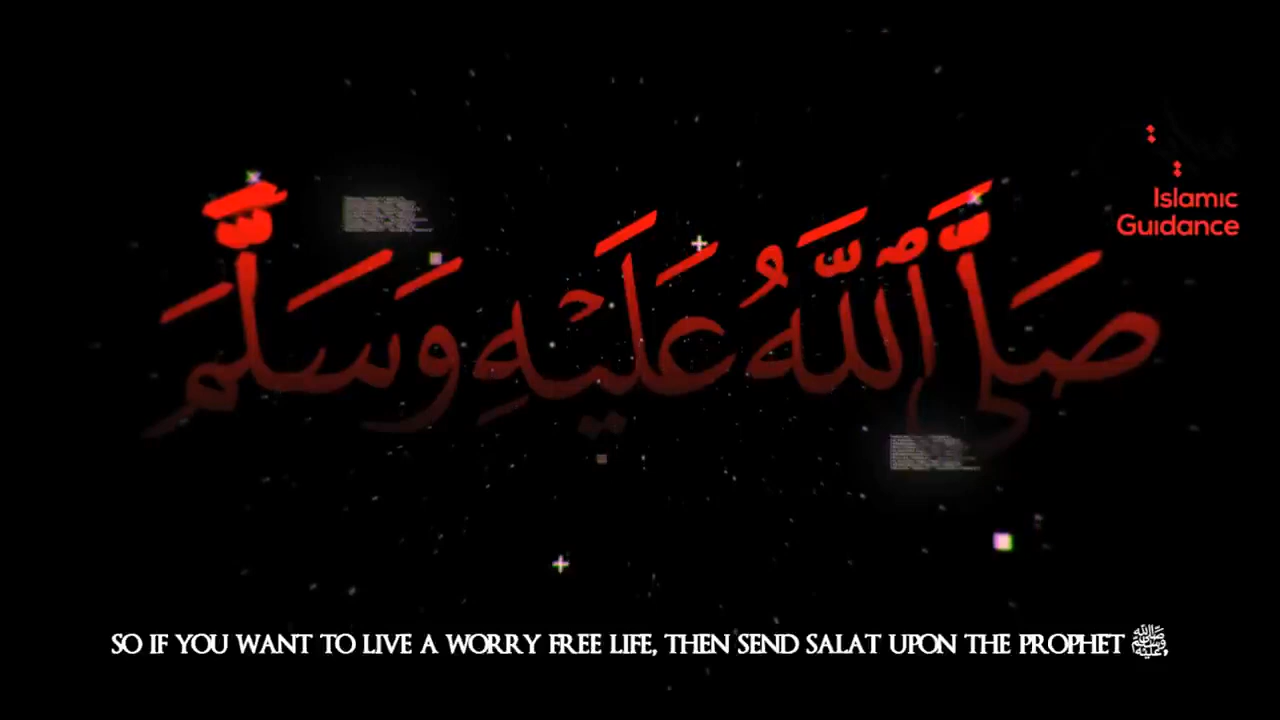 Islamic
Guidance
صَلَّى ٱللَّهُ عَلَيْهِ وَسَلَّمَ
SO IF YOU WANT TO LIVE A WORRY FREE LIFE, THEN SEND SALAT UPON THE PROPHET ﷺ,